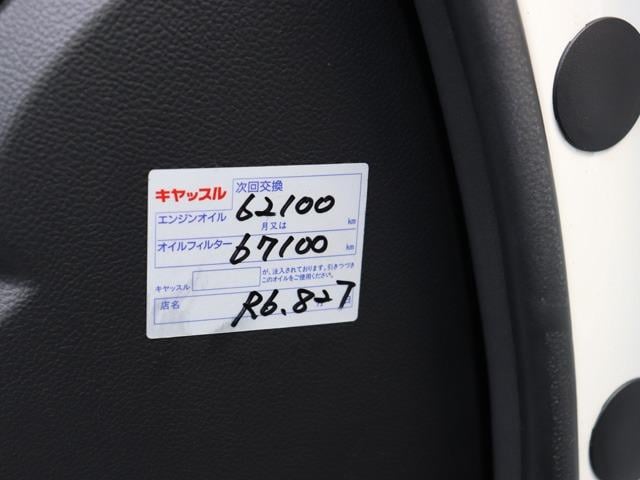 キャッスル 次回交換
エンジンオイル 62100 km
月又は
オイルフィルター 67100 km
キャッスル が、注入されております。引きつづき
このオイルをご使用ください。
店名 R6.8-27